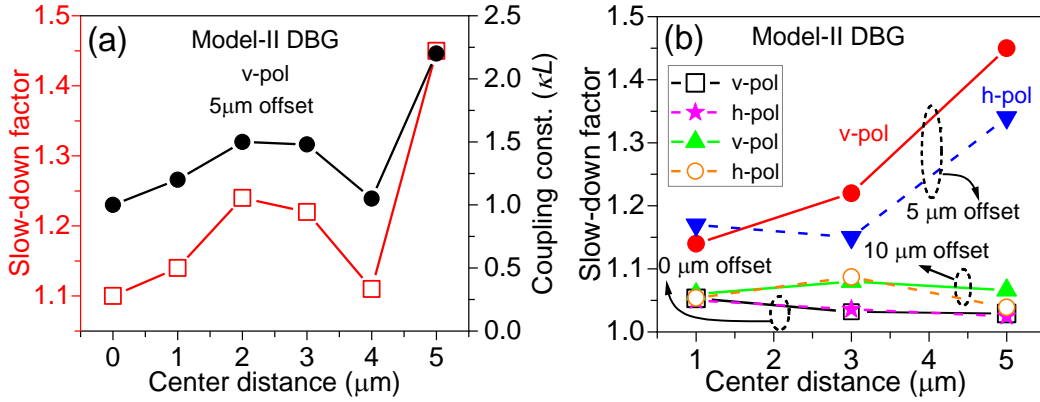 (a)
Model-II DBG
v-pol
5μm offset
Slow-down factor
1.5
1.4
1.3
1.2
1.1
2.5
2.0
1.5
1.0
0.5
0.0
Coupling const. (κL)
0 1 2 3 4 5
Center distance (μm)
(b)
Model-II DBG
v-pol
h-pol
v-pol
h-pol
v-pol
h-pol
5 μm offset
0 μm offset
10 μm offset
Slow-down factor
1.5
1.4
1.3
1.2
1.1
1.0
1 2 3 4 5
Center distance (μm)